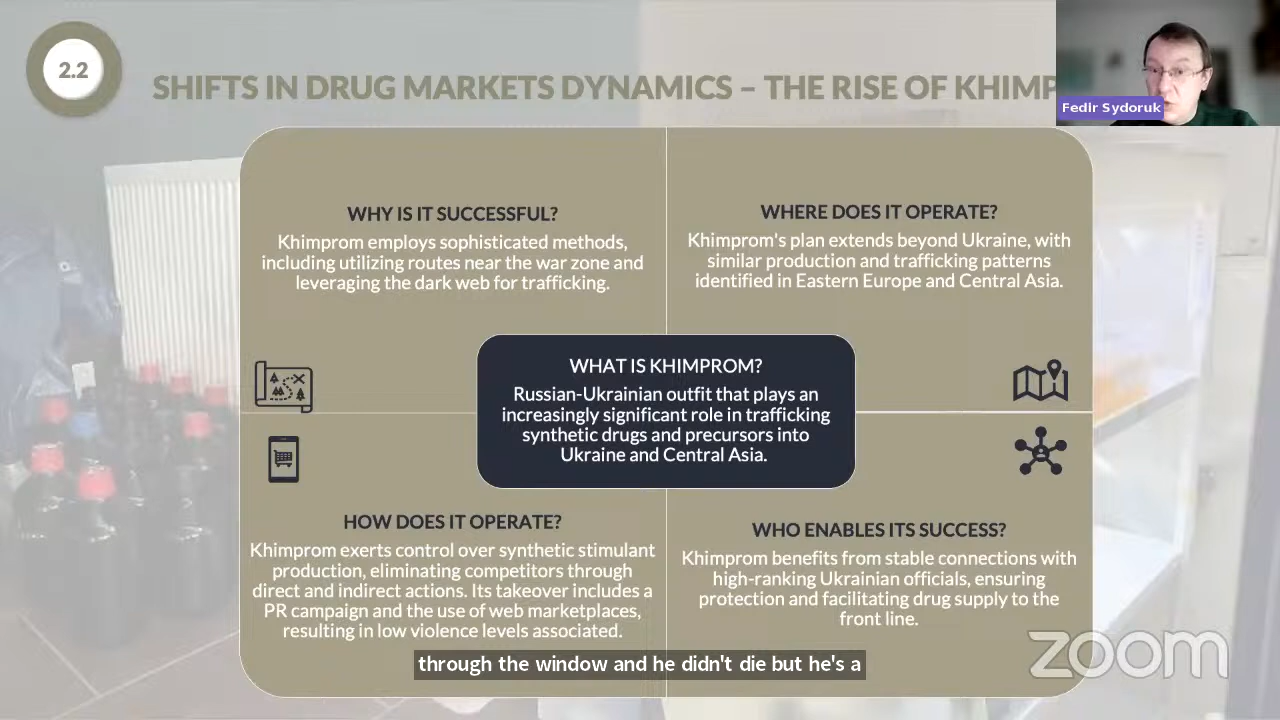 2.2
SHIFTS IN DRUG MARKETS DYNAMICS – THE RISE OF KHIMP
Fedir Sydoruk
WHY IS IT SUCCESSFUL?
Khimprom employs sophisticated methods,
including utilizing routes near the war zone and
leveraging the dark web for trafficking.
WHERE DOES IT OPERATE?
Khimprom's plan extends beyond Ukraine, with
similar production and trafficking patterns
identified in Eastern Europe and Central Asia.
WHAT IS KHIMPROM?
Russian-Ukrainian outfit that plays an
increasingly significant role in trafficking
synthetic drugs and precursors into
Ukraine and Central Asia.
HOW DOES IT OPERATE?
Khimprom exerts control over synthetic stimulant
production, eliminating competitors through
direct and indirect actions. Its takeover includes a
PR campaign and the use of web marketplaces,
resulting in low violence levels associated.
WHO ENABLES ITS SUCCESS?
Khimprom benefits from stable connections with
high-ranking Ukrainian officials, ensuring
protection and facilitating drug supply to the
front line.
through the window and he didn't die but he's a
zoom